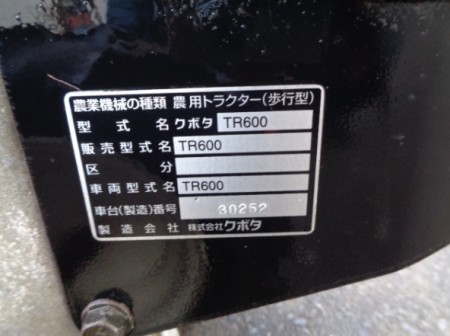 農業機械の種類 農用トラクター(歩行型)
型式名 クボタ TR600
販売型式名 TR600
区分
車両型式名 TR600
車台(製造)番号 30252
製造会社 株式会社クボタ